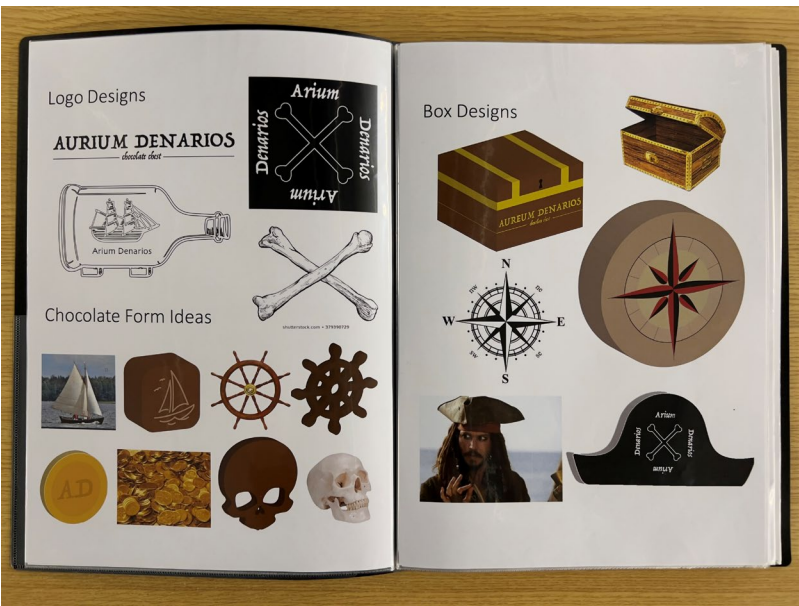 Logo Designs
AURIUM DENARIOS
chocolate chest
Arium
Denarios
Denarios
Arium
Arium Denarios
shutterstock.com • 379390729
Chocolate Form Ideas
AD
Box Designs
AUREUM DENARIOS
N
W
E
S
Arium
Denarios
Denarios
Arium